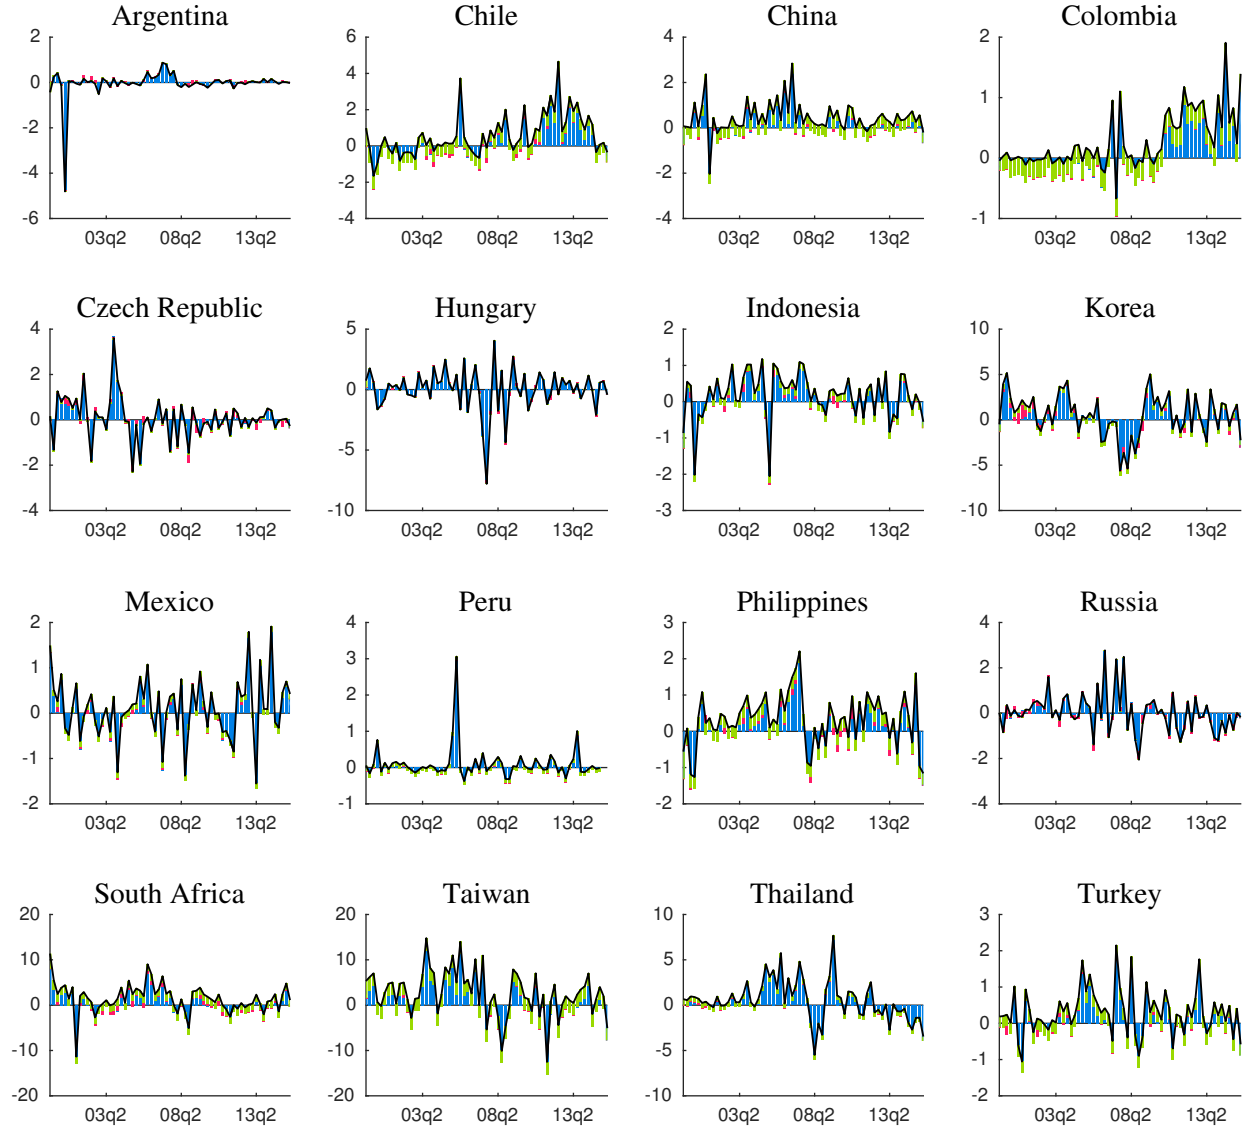 Argentina Chile China Colombia
2 6 4 2
0 4 2 1
-2 2 0 0
-4 0 -2 -1
-6 -2 -4
-4
03q2 08q2 13q2 03q2 08q2 13q2 03q2 08q2 13q2 03q2 08q2 13q2
Czech Republic Hungary Indonesia Korea
4 5 2 10
2 0 1 5
0 -5 0 0
-2 -10 -1 -5
-4 -2 -10
-3
03q2 08q2 13q2 03q2 08q2 13q2 03q2 08q2 13q2 03q2 08q2 13q2
Mexico Peru Philippines Russia
2 4 3 4
1 3 2 2
0 2 1 0
-1 1 0 -2
-2 0 -1 -4
-1 -2
03q2 08q2 13q2 03q2 08q2 13q2 03q2 08q2 13q2 03q2 08q2 13q2
South Africa Taiwan Thailand Turkey
20 20 10 3
10 10 5 2
0 0 0 1
-10 -10 -5 0
-20 -20 -10 -1
-2
03q2 08q2 13q2 03q2 08q2 13q2 03q2 08q2 13q2 03q2 08q2 13q2